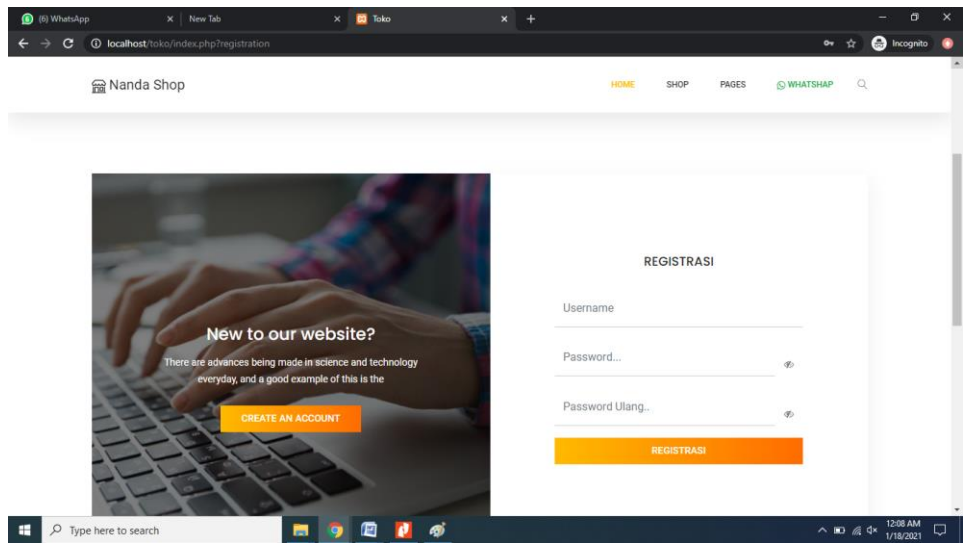 (6) WhatsApp
New Tab
Toko
localhost/toko/index.php?registration
Incognito
Nanda Shop
HOME
SHOP
PAGES
WHATSHAP
New to our website?
There are advances being made in science and technology
everyday, and a good example of this is the
CREATE AN ACCOUNT
REGISTRASI
Username
Password...
Password Ulang..
REGISTRASI
Type here to search
12:08 AM
1/18/2021